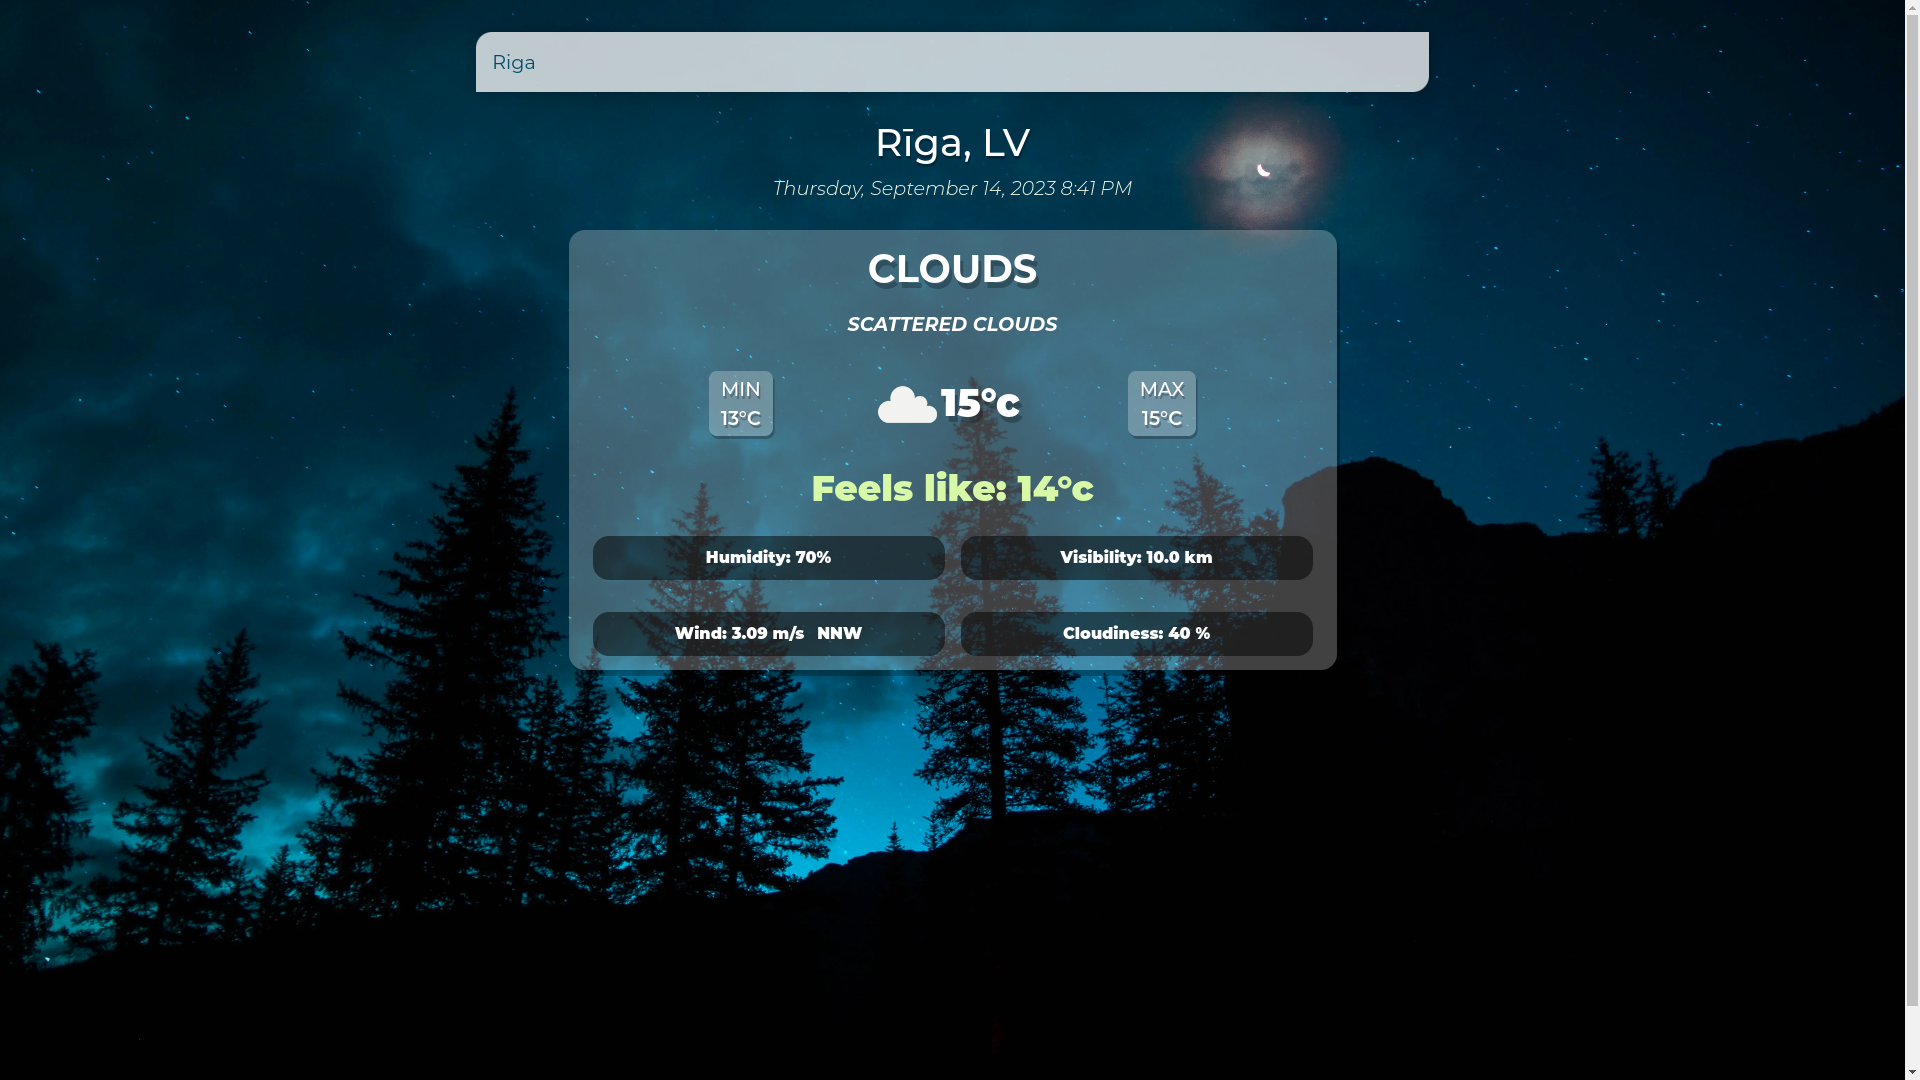 Riga
Rīga, LV
Thursday, September 14, 2023 8:41 PM
CLOUDS
SCATTERED CLOUDS
MIN
13°C
15°c
MAX
15°C
Feels like: 14°c
Humidity: 70%
Visibility: 10.0 km
Wind: 3.09 m/s NNW
Cloudiness: 40 %